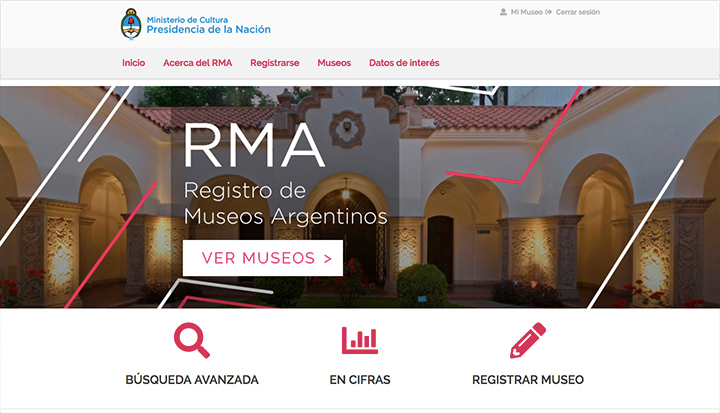 Ministerio de Cultura
Presidencia de la Nación
Mi Museo Cerrar sesión
Inicio Acerca del RMA Registrarse Museos Datos de interés
RMA
Registro de
Museos Argentinos
VER MUSEOS >
BÚSQUEDA AVANZADA EN CIFRAS REGISTRAR MUSEO